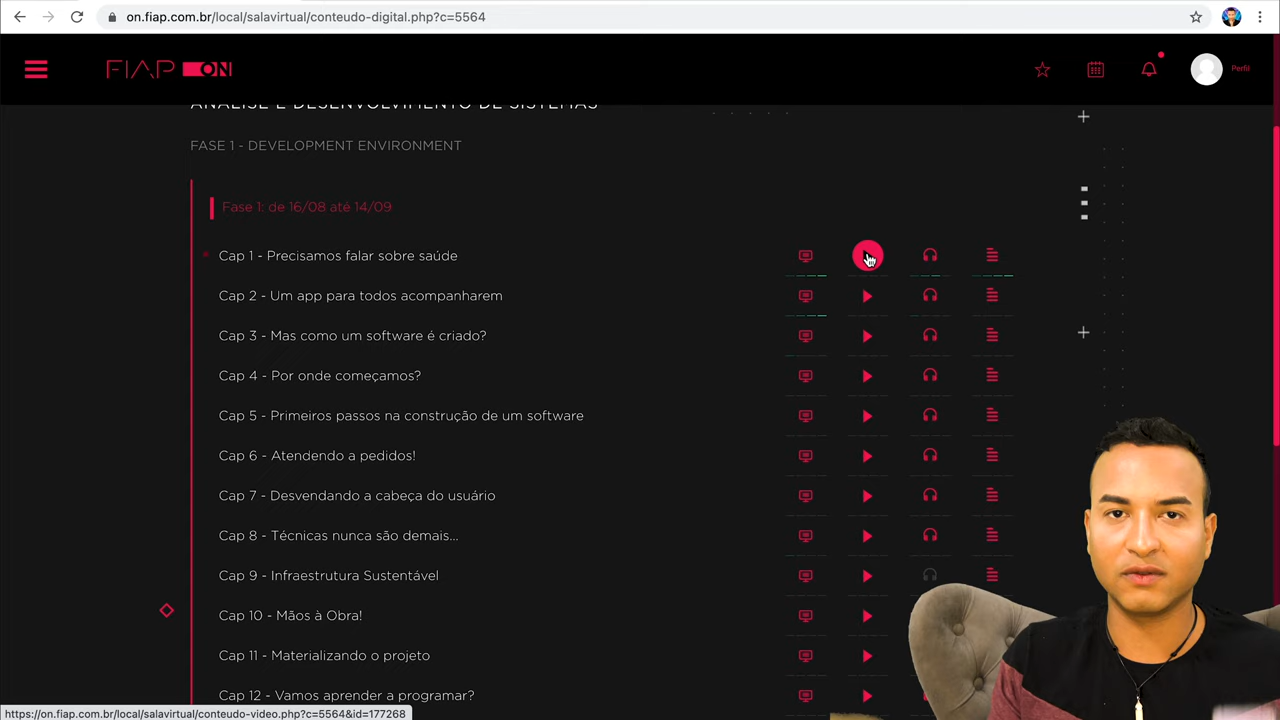 on.fiap.com.br/local/salavirtual/conteudo-digital.php?c=5564
FIAP ON
Perfil
ANÁLISE E DESENVOLVIMENTO DE SISTEMAS
FASE 1 - DEVELOPMENT ENVIRONMENT
Fase 1: de 16/08 até 14/09
Cap 1 - Precisamos falar sobre saúde
Cap 2 - Um app para todos acompanharem
Cap 3 - Mas como um software é criado?
Cap 4 - Por onde começamos?
Cap 5 - Primeiros passos na construção de um software
Cap 6 - Atendendo a pedidos!
Cap 7 - Desvendando a cabeça do usuário
Cap 8 - Técnicas nunca são demais...
Cap 9 - Infraestrutura Sustentável
Cap 10 - Mãos à Obra!
Cap 11 - Materializando o projeto
Cap 12 - Vamos aprender a programar?
https://on.fiap.com.br/local/salavirtual/conteudo-video.php?c=5564&id=177268